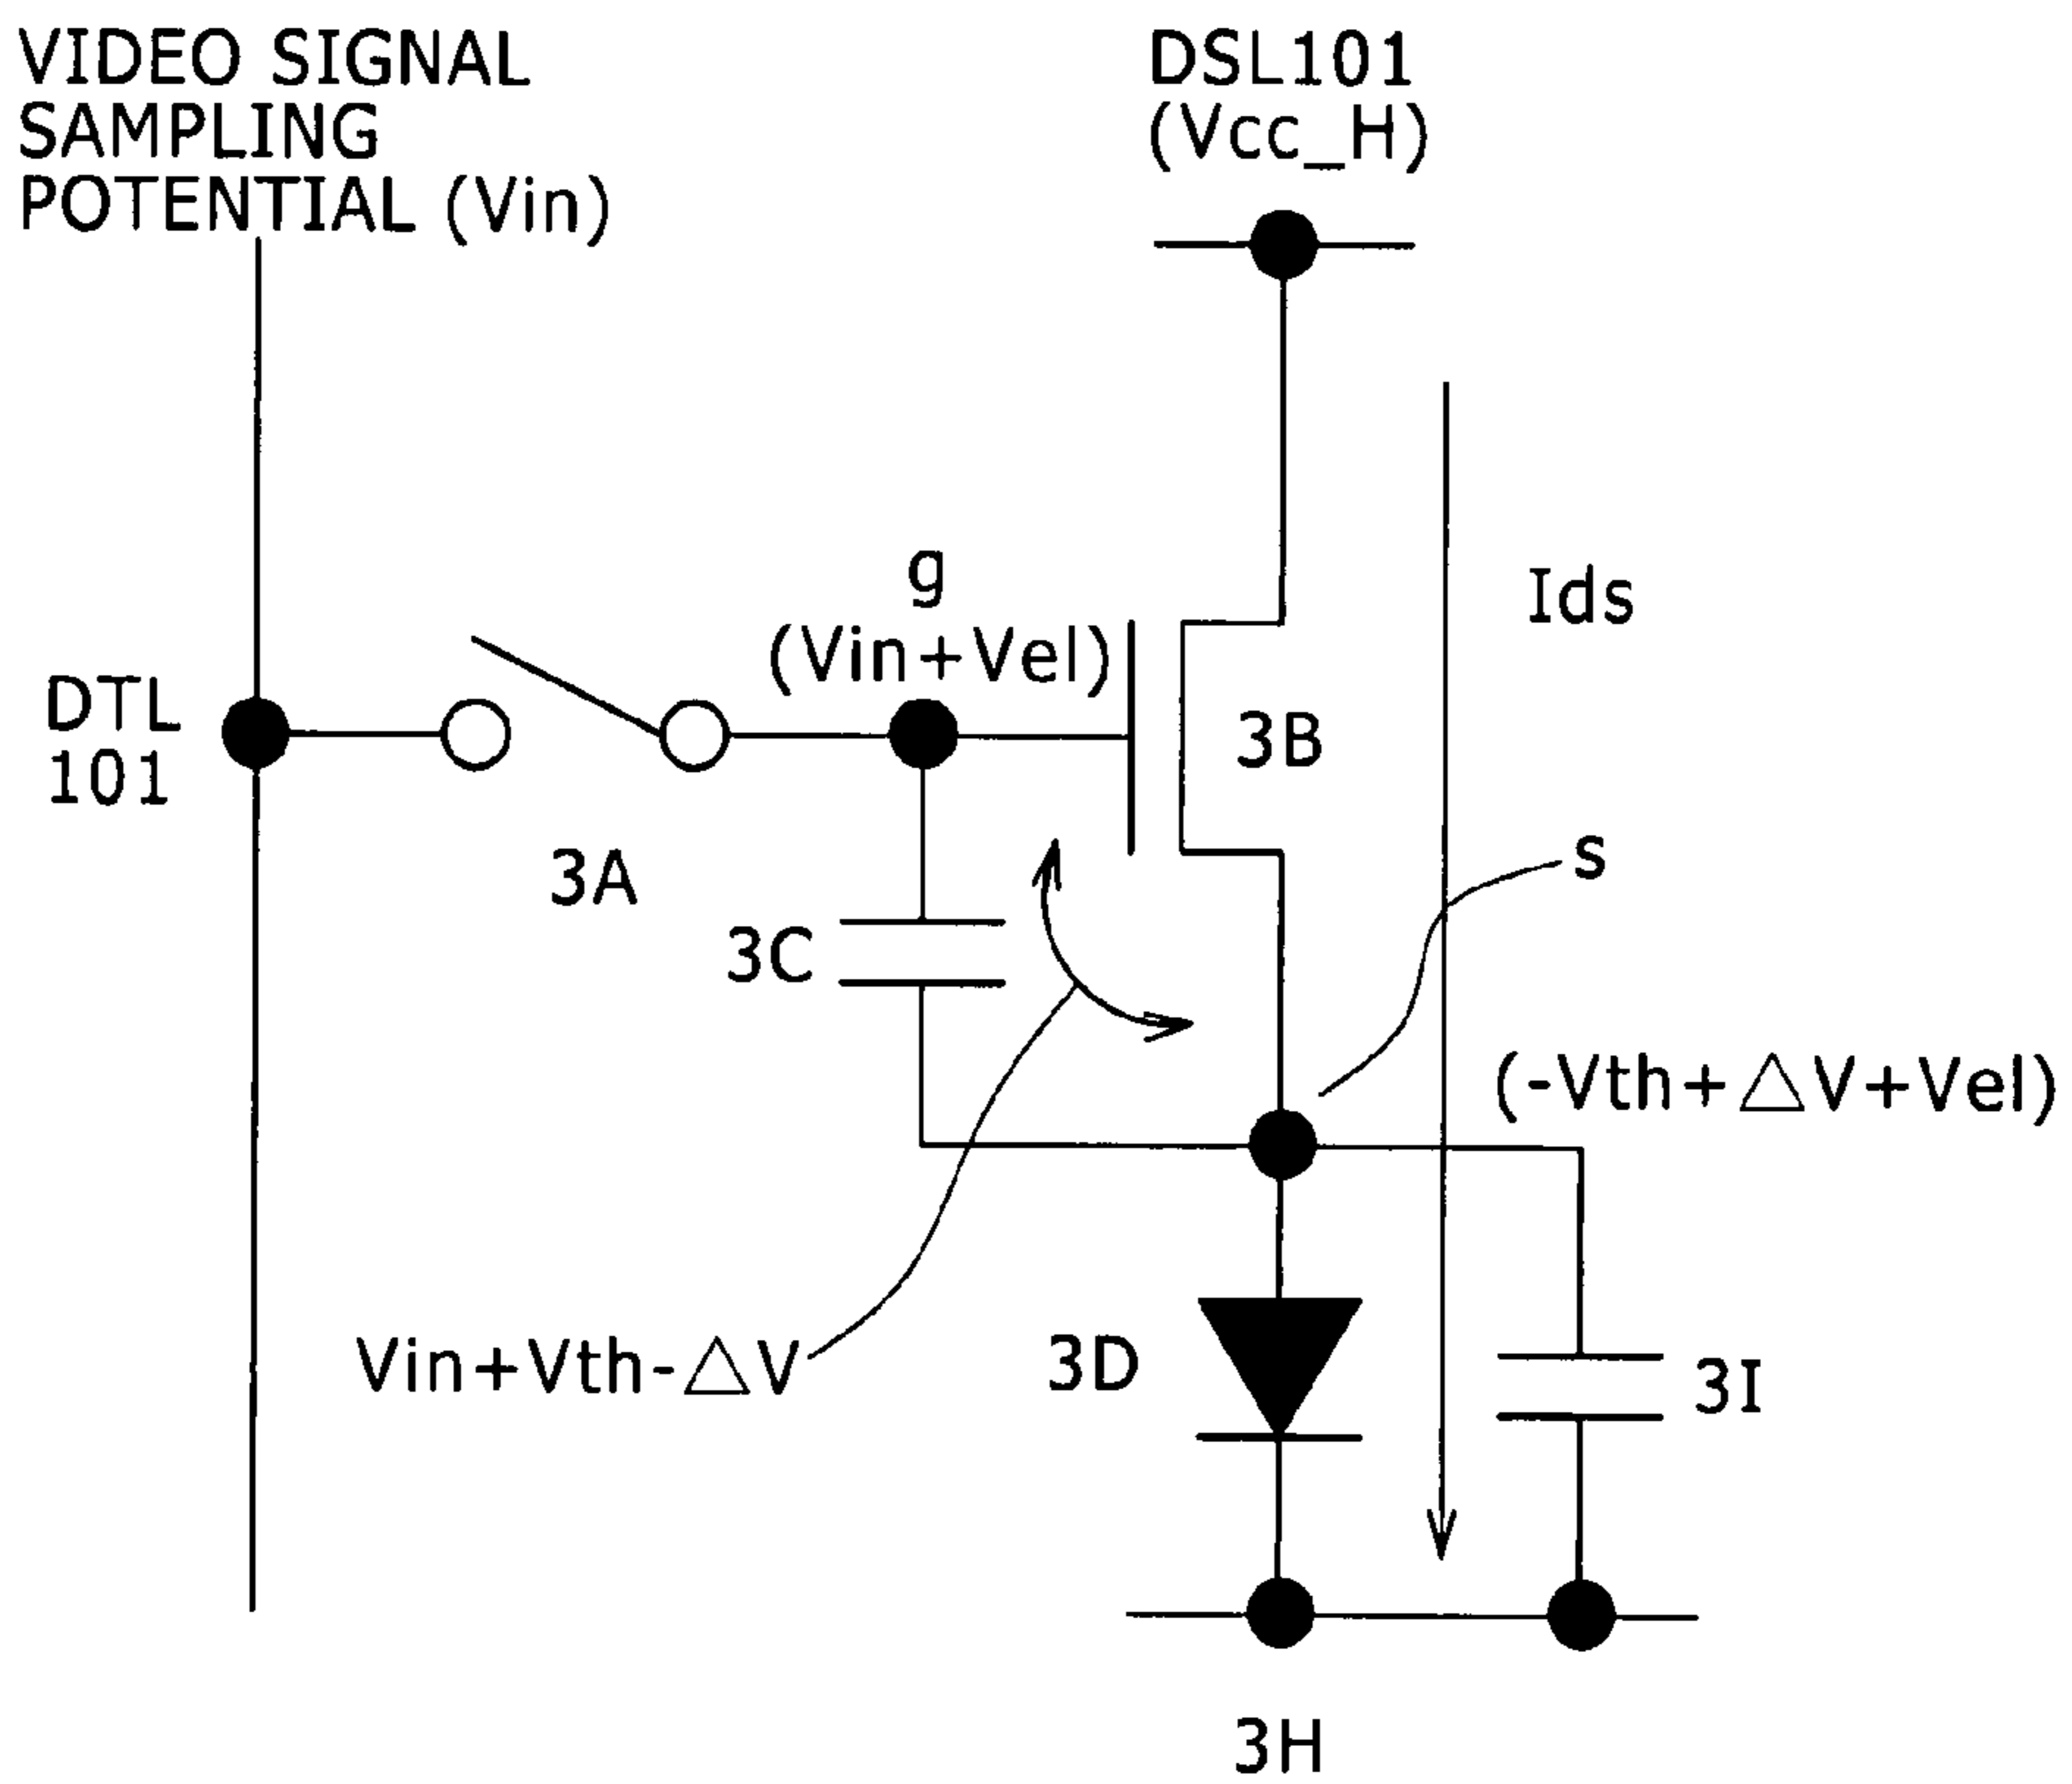 VIDEO SIGNAL
SAMPLING
POTENTIAL (Vin)
DSL101
(Vcc_H)
g
(Vin+Vel)
Ids
DTL
101
3B
3A
s
3C
(-Vth+△V+Vel)
Vin+Vth-△V
3D
3I
3H